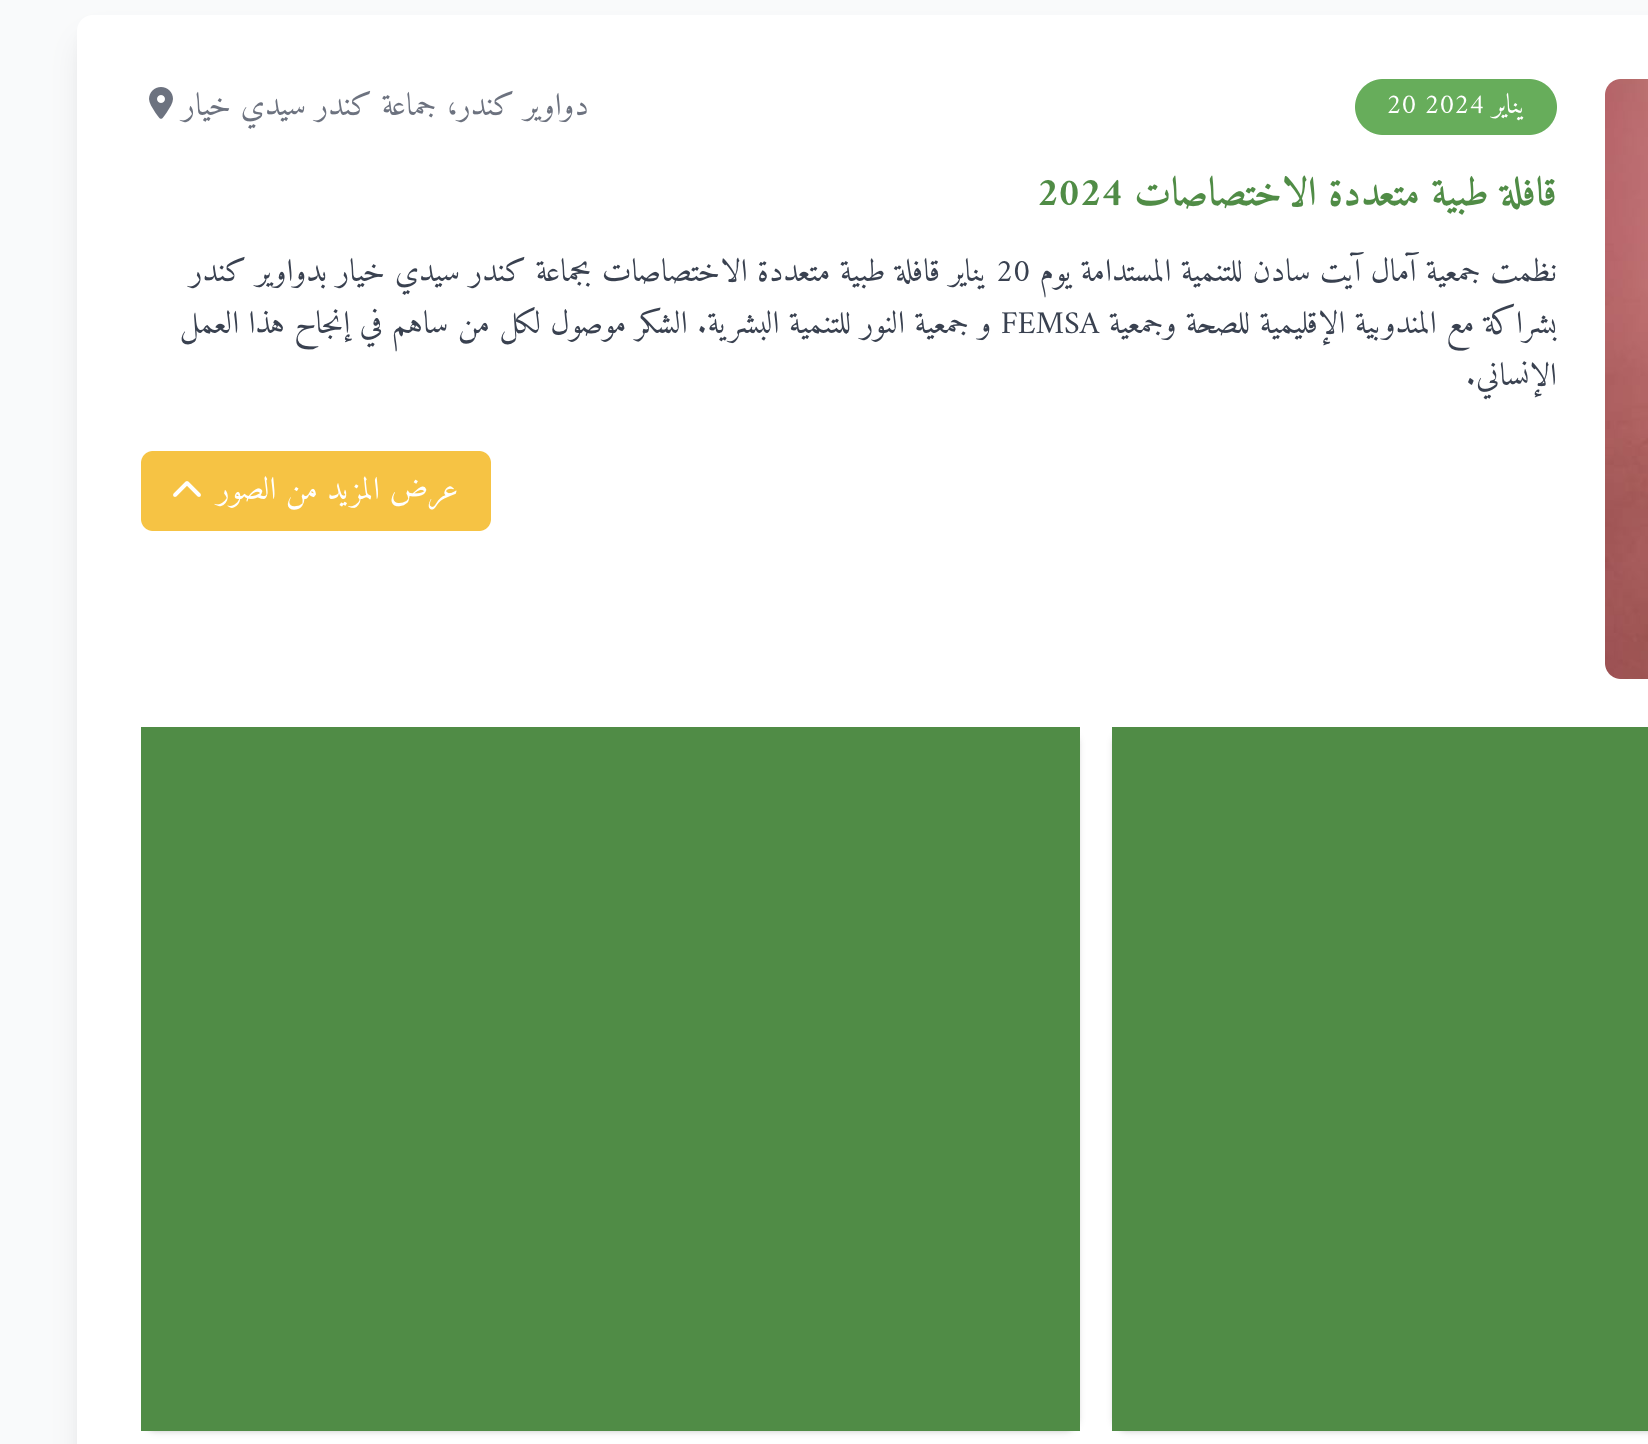 20 يناير 2024
دواوير كندر، جماعة كندر سيدي خيار
قافلة طبية متعددة الاختصاصات 2024
نظمت جمعية آمال آيت سادن للتنمية المستدامة يوم 20 يناير قافلة طبية متعددة الاختصاصات بجماعة كندر سيدي خيار بدواوير كندر
بشراكة مع المندوبية الإقليمية للصحة وجمعية FEMSA و جمعية النور للتنمية البشرية. الشكر موصول لكل من ساهم في إنجاح هذا العمل
الإنساني.
عرض المزيد من الصور